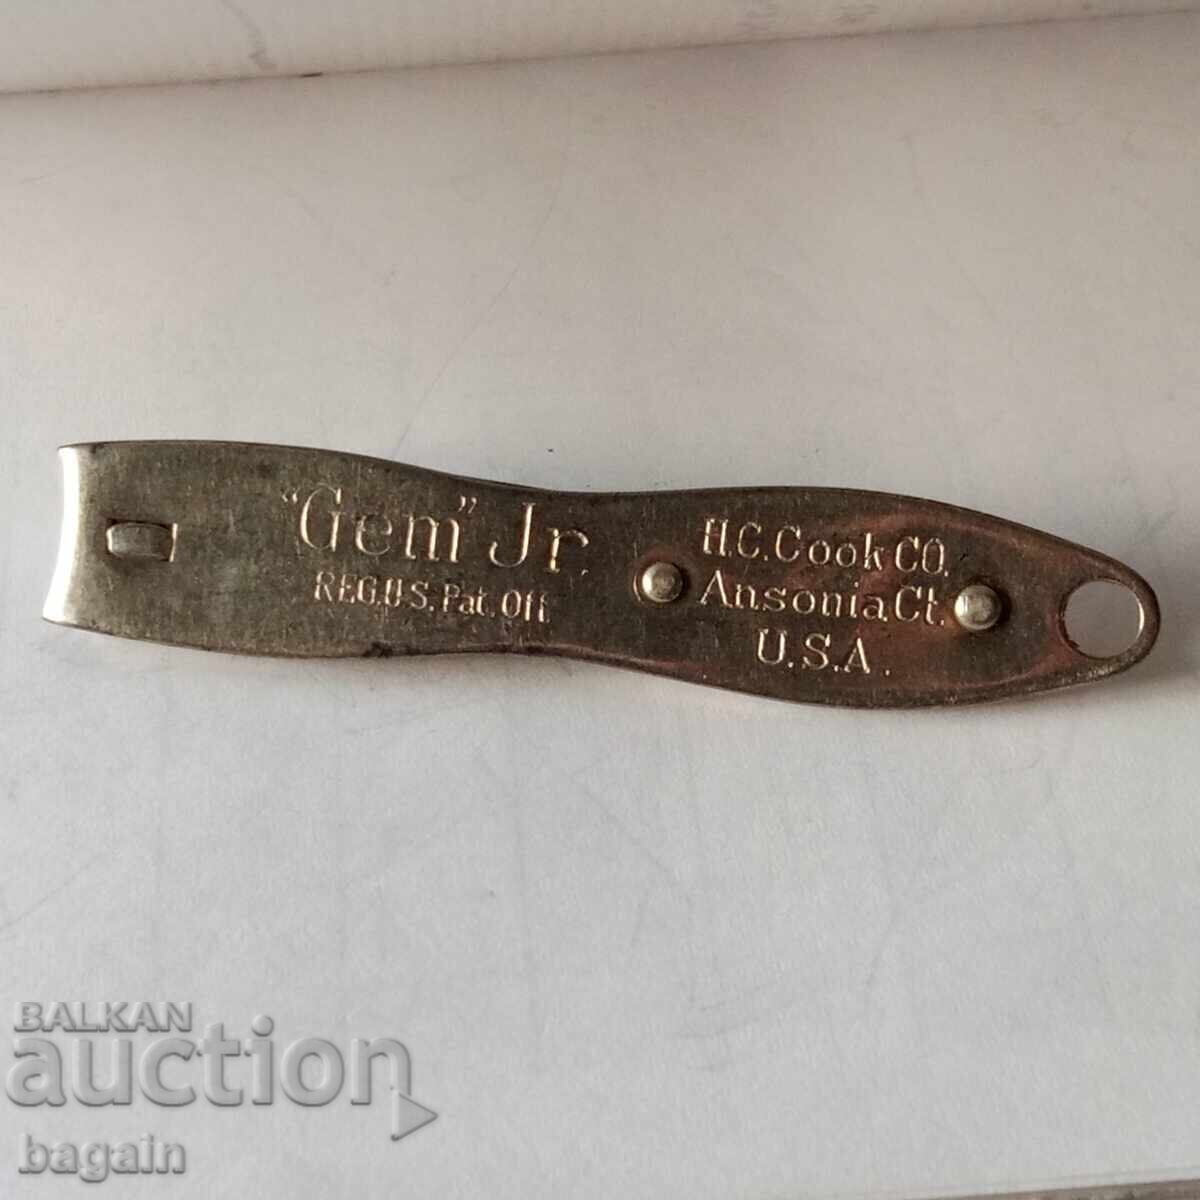 "Gem" Jr.
REG.U.S. Pat. Off.
H.C. Cook CO.
Ansonia.Ct.
U.S.A.
BALKAN
auction
bagain